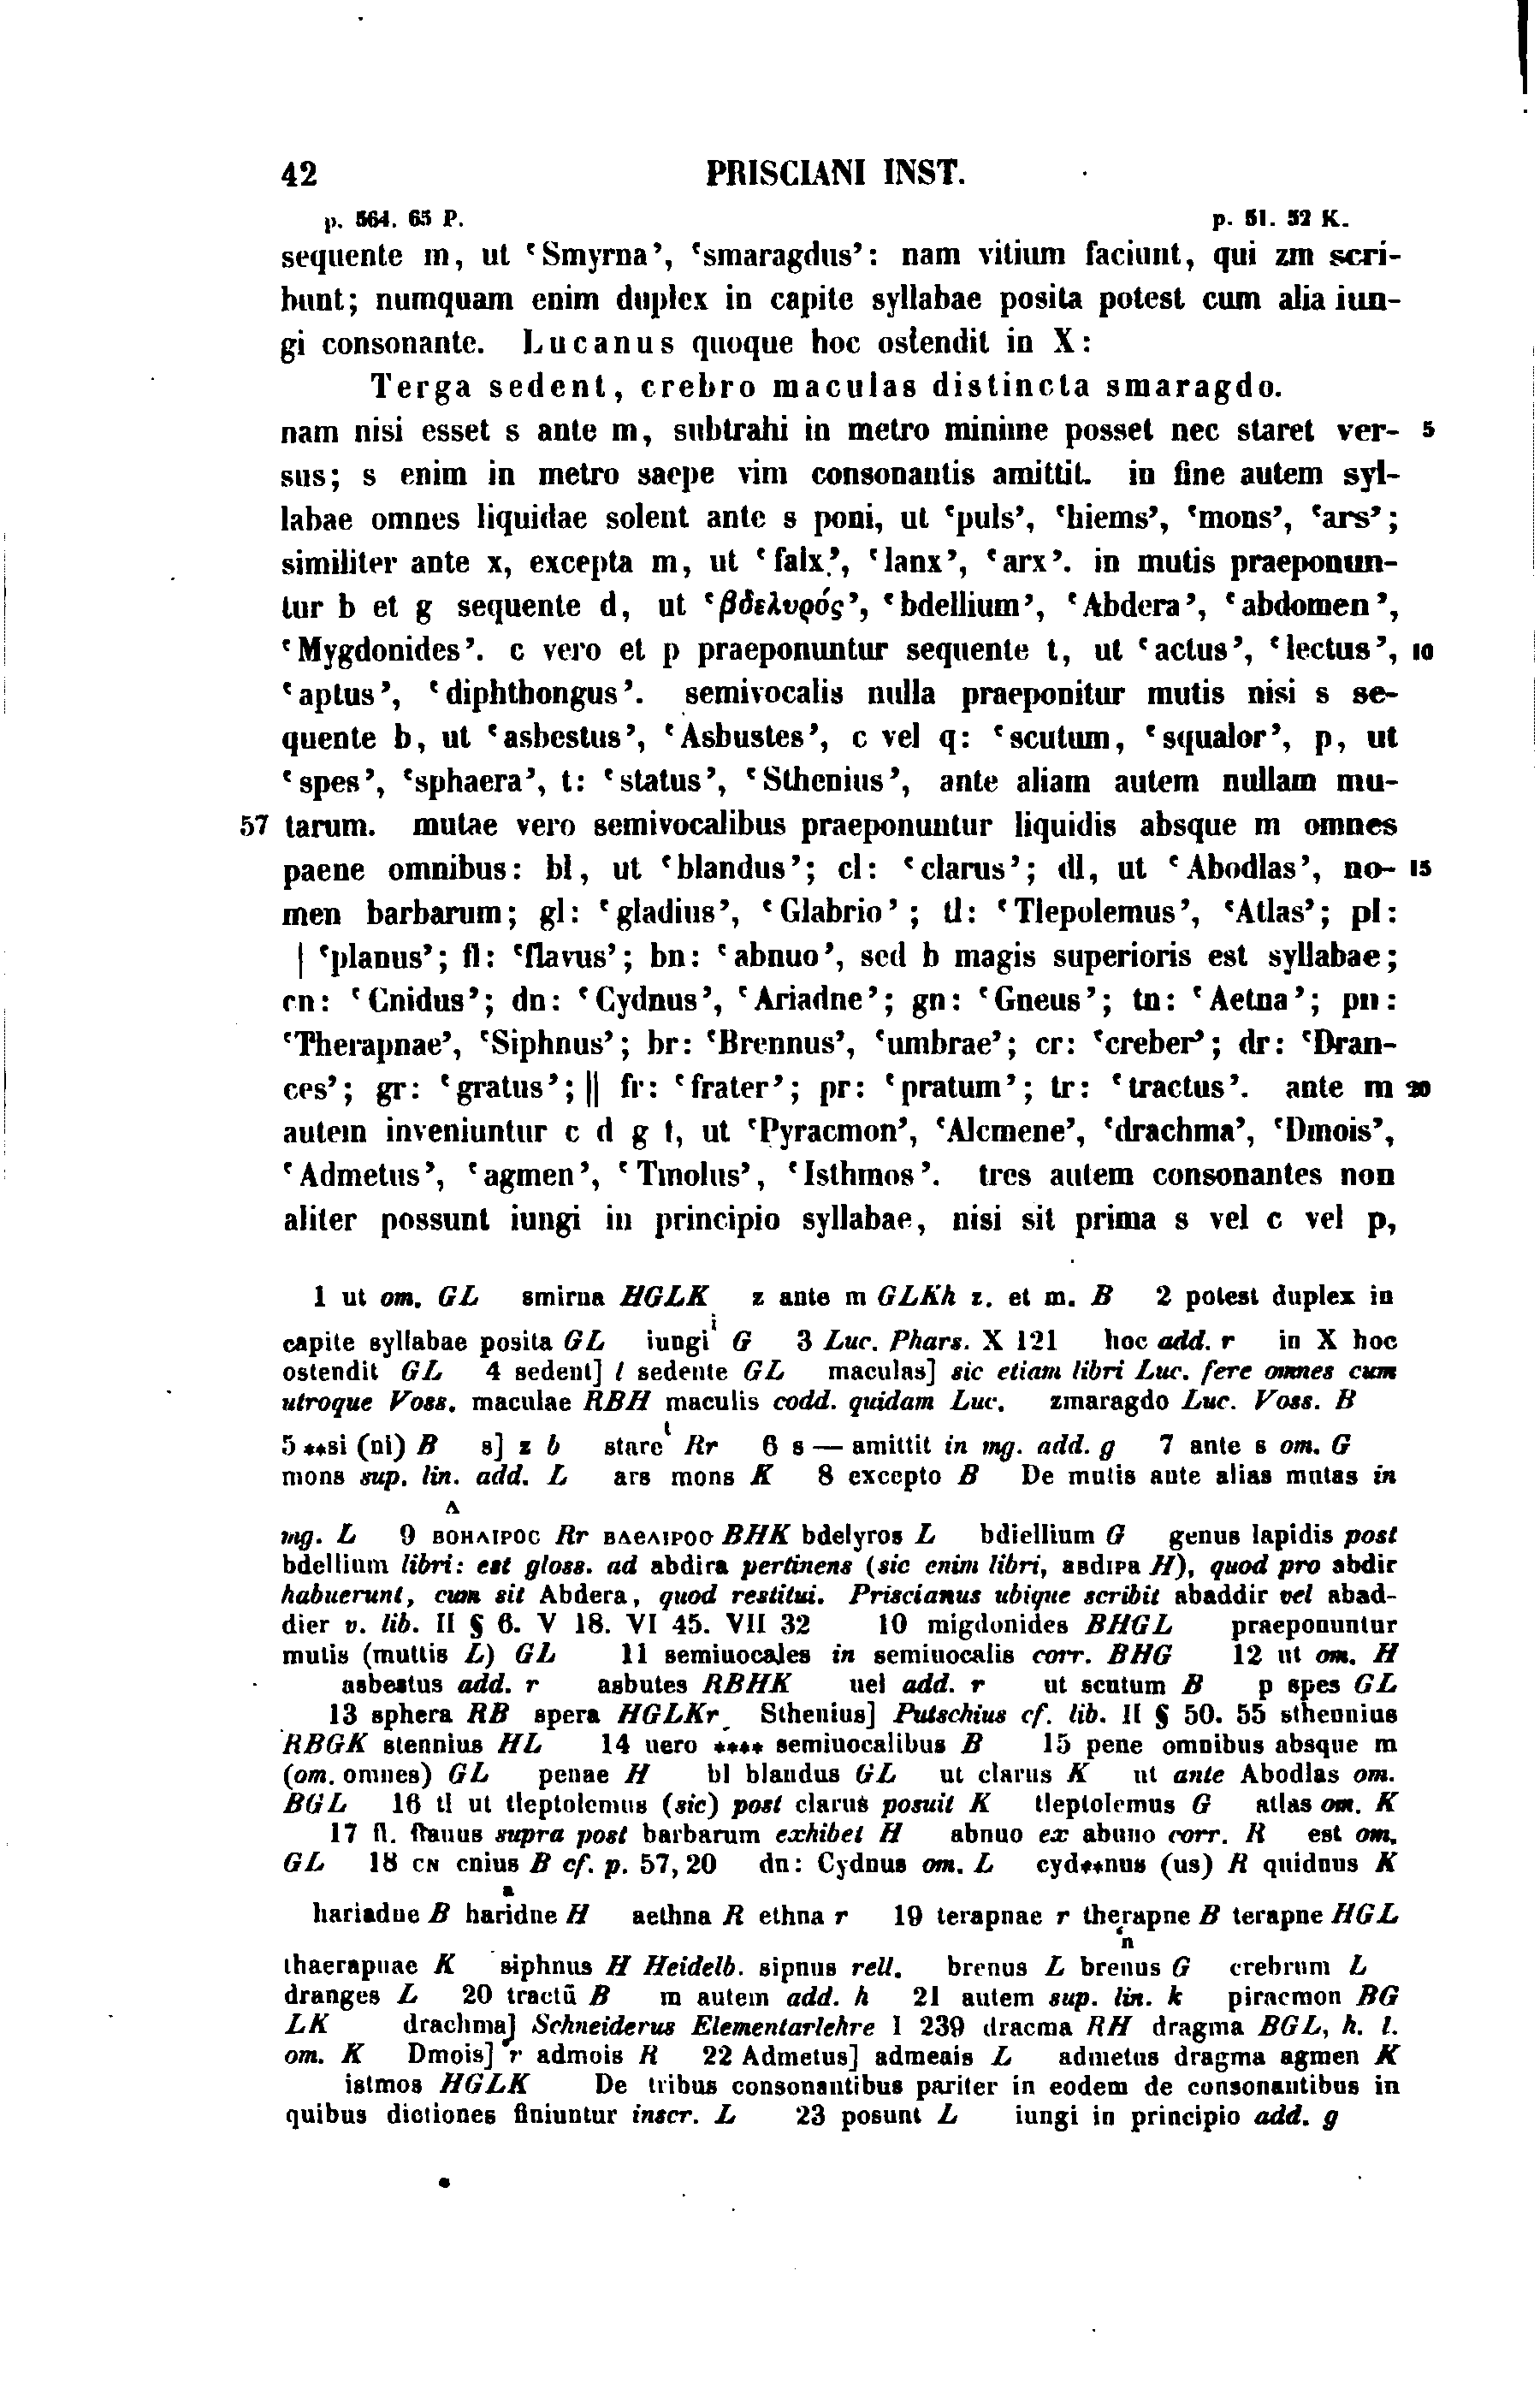 42 PRISCIANI INST.
p. 564. 65 P. p. 51. 52 K.
sequente m, ut ‘Smyrna’, ‘smaragdus’: nam vitium faciunt, qui zm scri-
bunt; numquam enim duplex in capite syllabae posita potest cum alia iun-
gi consonante. Lucanus quoque hoc ostendit in X:
Terga sedent, crebro maculas distincta smaragdo.
nam nisi esset s ante m, subtrahi in metro minime posset nec staret ver- 5
sus; s enim in metro saepe vim consonantis amittit. in fine autem syl-
labae omnes liquidae solent ante s poni, ut ‘puls’, ‘hiems’, ‘mons’, ‘ars’;
similiter ante x, excepta m, ut ‘falx’, ‘lanx’, ‘arx’. in mutis praeponun-
tur b et g sequente d, ut ‘βδελυρός’, ‘bdellium’, ‘Abdera’, ‘abdomen’,
‘Mygdonides’. c vero et p praeponuntur sequente t, ut ‘actus’, ‘lectus’, 10
‘aptus’, ‘diphthongus’. semivocalis nulla praeponitur mutis nisi s se-
quente b, ut ‘asbestus’, ‘Asbustes’, c vel q: ‘scutum, ‘squalor’, p, ut
‘spes’, ‘sphaera’, t: ‘status’, ‘Sthenius’, ante aliam autem nullam mu-
57 tarum. mutae vero semivocalibus praeponuntur liquidis absque m omnes
paene omnibus: bl, ut ‘blandus’; cl: ‘clarus’; dl, ut ‘Abodlas’, no- 15
men barbarum; gl: ‘gladius’, ‘Glabrio’; tl: ‘Tlepolemus’, ‘Atlas’; pl:
| ‘planus’; fl: ‘flavus’; bn: ‘abnuo’, sed b magis superioris est syllabae;
cn: ‘Cnidus’; dn: ‘Cydnus’, ‘Ariadne’; gn: ‘Gneus’; tn: ‘Aetna’; pn:
‘Therapnae’, ‘Siphnus’; br: ‘Brennus’, ‘umbrae’; cr: ‘creber’; dr: ‘Dran-
ces’; gr: ‘gratus’; || fr: ‘frater’; pr: ‘pratum’; tr: ‘tractus’. ante m 20
autem inveniuntur c d g t, ut ‘Pyracmon’, ‘Alcmene’, ‘drachma’, ‘Dmois’,
‘Admetus’, ‘agmen’, ‘Tmolus’, ‘Isthmos’. tres autem consonantes non
aliter possunt iungi in principio syllabae, nisi sit prima s vel c vel p,
1 ut om. GL smirna HGLK z ante m GLKh z. et m. B 2 potest duplex in
i
capite syllabae posita GL iungi G 3 Luc. Phars. X 121 hoc add. r in X hoc
ostendit GL 4 sedent] l sedente GL maculas] sic etiam libri Luc. fere omnes cum
utroque Voss. maculae RBH maculis codd. quidam Luc. zmaragdo Luc. Voss. B
t
5 **si (ni) B s] z b stare Rr 6 s — amittit in mg. add. g 7 ante s om. G
mons sup. lin. add. L ars mons K 8 excepto B De mutis ante alias mutas in
Λ
mg. L 9 ΒΟΗΛΙΡΟC Rr ΒΛΕΛΙΡΟΟ BHK bdelyros L bdiellium G genus lapidis post
bdellium libri: est gloss. ad abdira pertinens (sic enim libri, ΑΒDΙΡΑ H), quod pro abdir
habuerunt, cum sit Abdera, quod restitui. Priscianus ubique scribit abaddir vel abad-
dier v. lib. II § 6. V 18. VI 45. VII 32 10 migdonides BHGL praeponuntur
mutis (muttis L) GL 11 semiuocales in semiuocalis corr. BHG 12 ut om. H
asbestus add. r asbutes RBHK uel add. r ut scutum B p spes GL
13 sphera RB spera HGLKr Sthenius] Putschius cf. lib. II § 50. 55 sthennius
RBGK stennius HL 14 uero **** semiuocalibus B 15 pene omnibus absque m
(om. omnes) GL penae H bl blandus GL ut clarus K ut ante Abodlas om.
BGL 16 tl ut tleptolemus (sic) post clarus posuit K tleptolemus G atlas om. K
17 fl. flauus supra post barbarum exhibet H abnuo ex abuno corr. R est om.
GL 18 CN cnius B cf. p. 57, 20 dn: Cydnus om. L cyd**nus (us) R quidnus K
a
hariadne B haridne H aethna R ethna r 19 terapnae r therapne B terapne HGL
n
thaerapnae K siphnus H Heidelb. sipnus rell. brenus L brenus G crebrum L
dranges L 20 tractū B m autem add. h 21 autem sup. lin. k piracmon BG
LK drachma] Schneiderus Elementarlehre I 239 dracma RH dragma BGL, h. l.
om. K Dmois] r admois R 22 Admetus] admeais L admetus dragma agmen K
istmos HGLK De tribus consonantibus pariter in eodem de consonantibus in
quibus dictiones finiuntur inscr. L 23 posunt L iungi in principio add. g